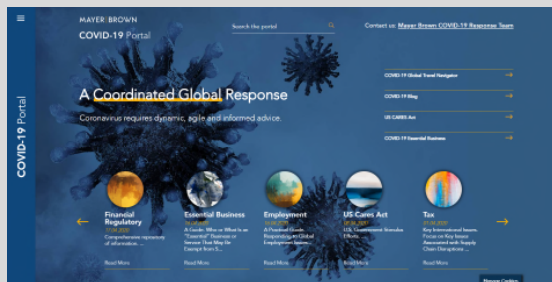 MAYER BROWN
COVID-19 Portal
Search the portal
Contact us: Mayer Brown COVID-19 Response Team
COVID-19 Portal
A Coordinated Global Response
Coronavirus requires dynamic, agile and informed advice.
COVID-19 Global Travel Navigator
COVID-19 Blog
US CARES Act
COVID-19 Essential Business
Financial
Regulatory
17.04.2020
Comprehensive repository
of information. ...
Read More
Essential Business
A Guide: Who or What Is an
"Essential" Business or
Service That May Be
Exempt from S...
Read More
Employment
A Practical Guide:
Responding to Global
Employment Issues ...
Read More
US Cares Act
U.S. Government Stimulus
Efforts ...
Read More
Tax
Key International Issues,
Focus on Key Issues
Associated with Supply
Chain Disruptions ...
Read More
Manage Cookies